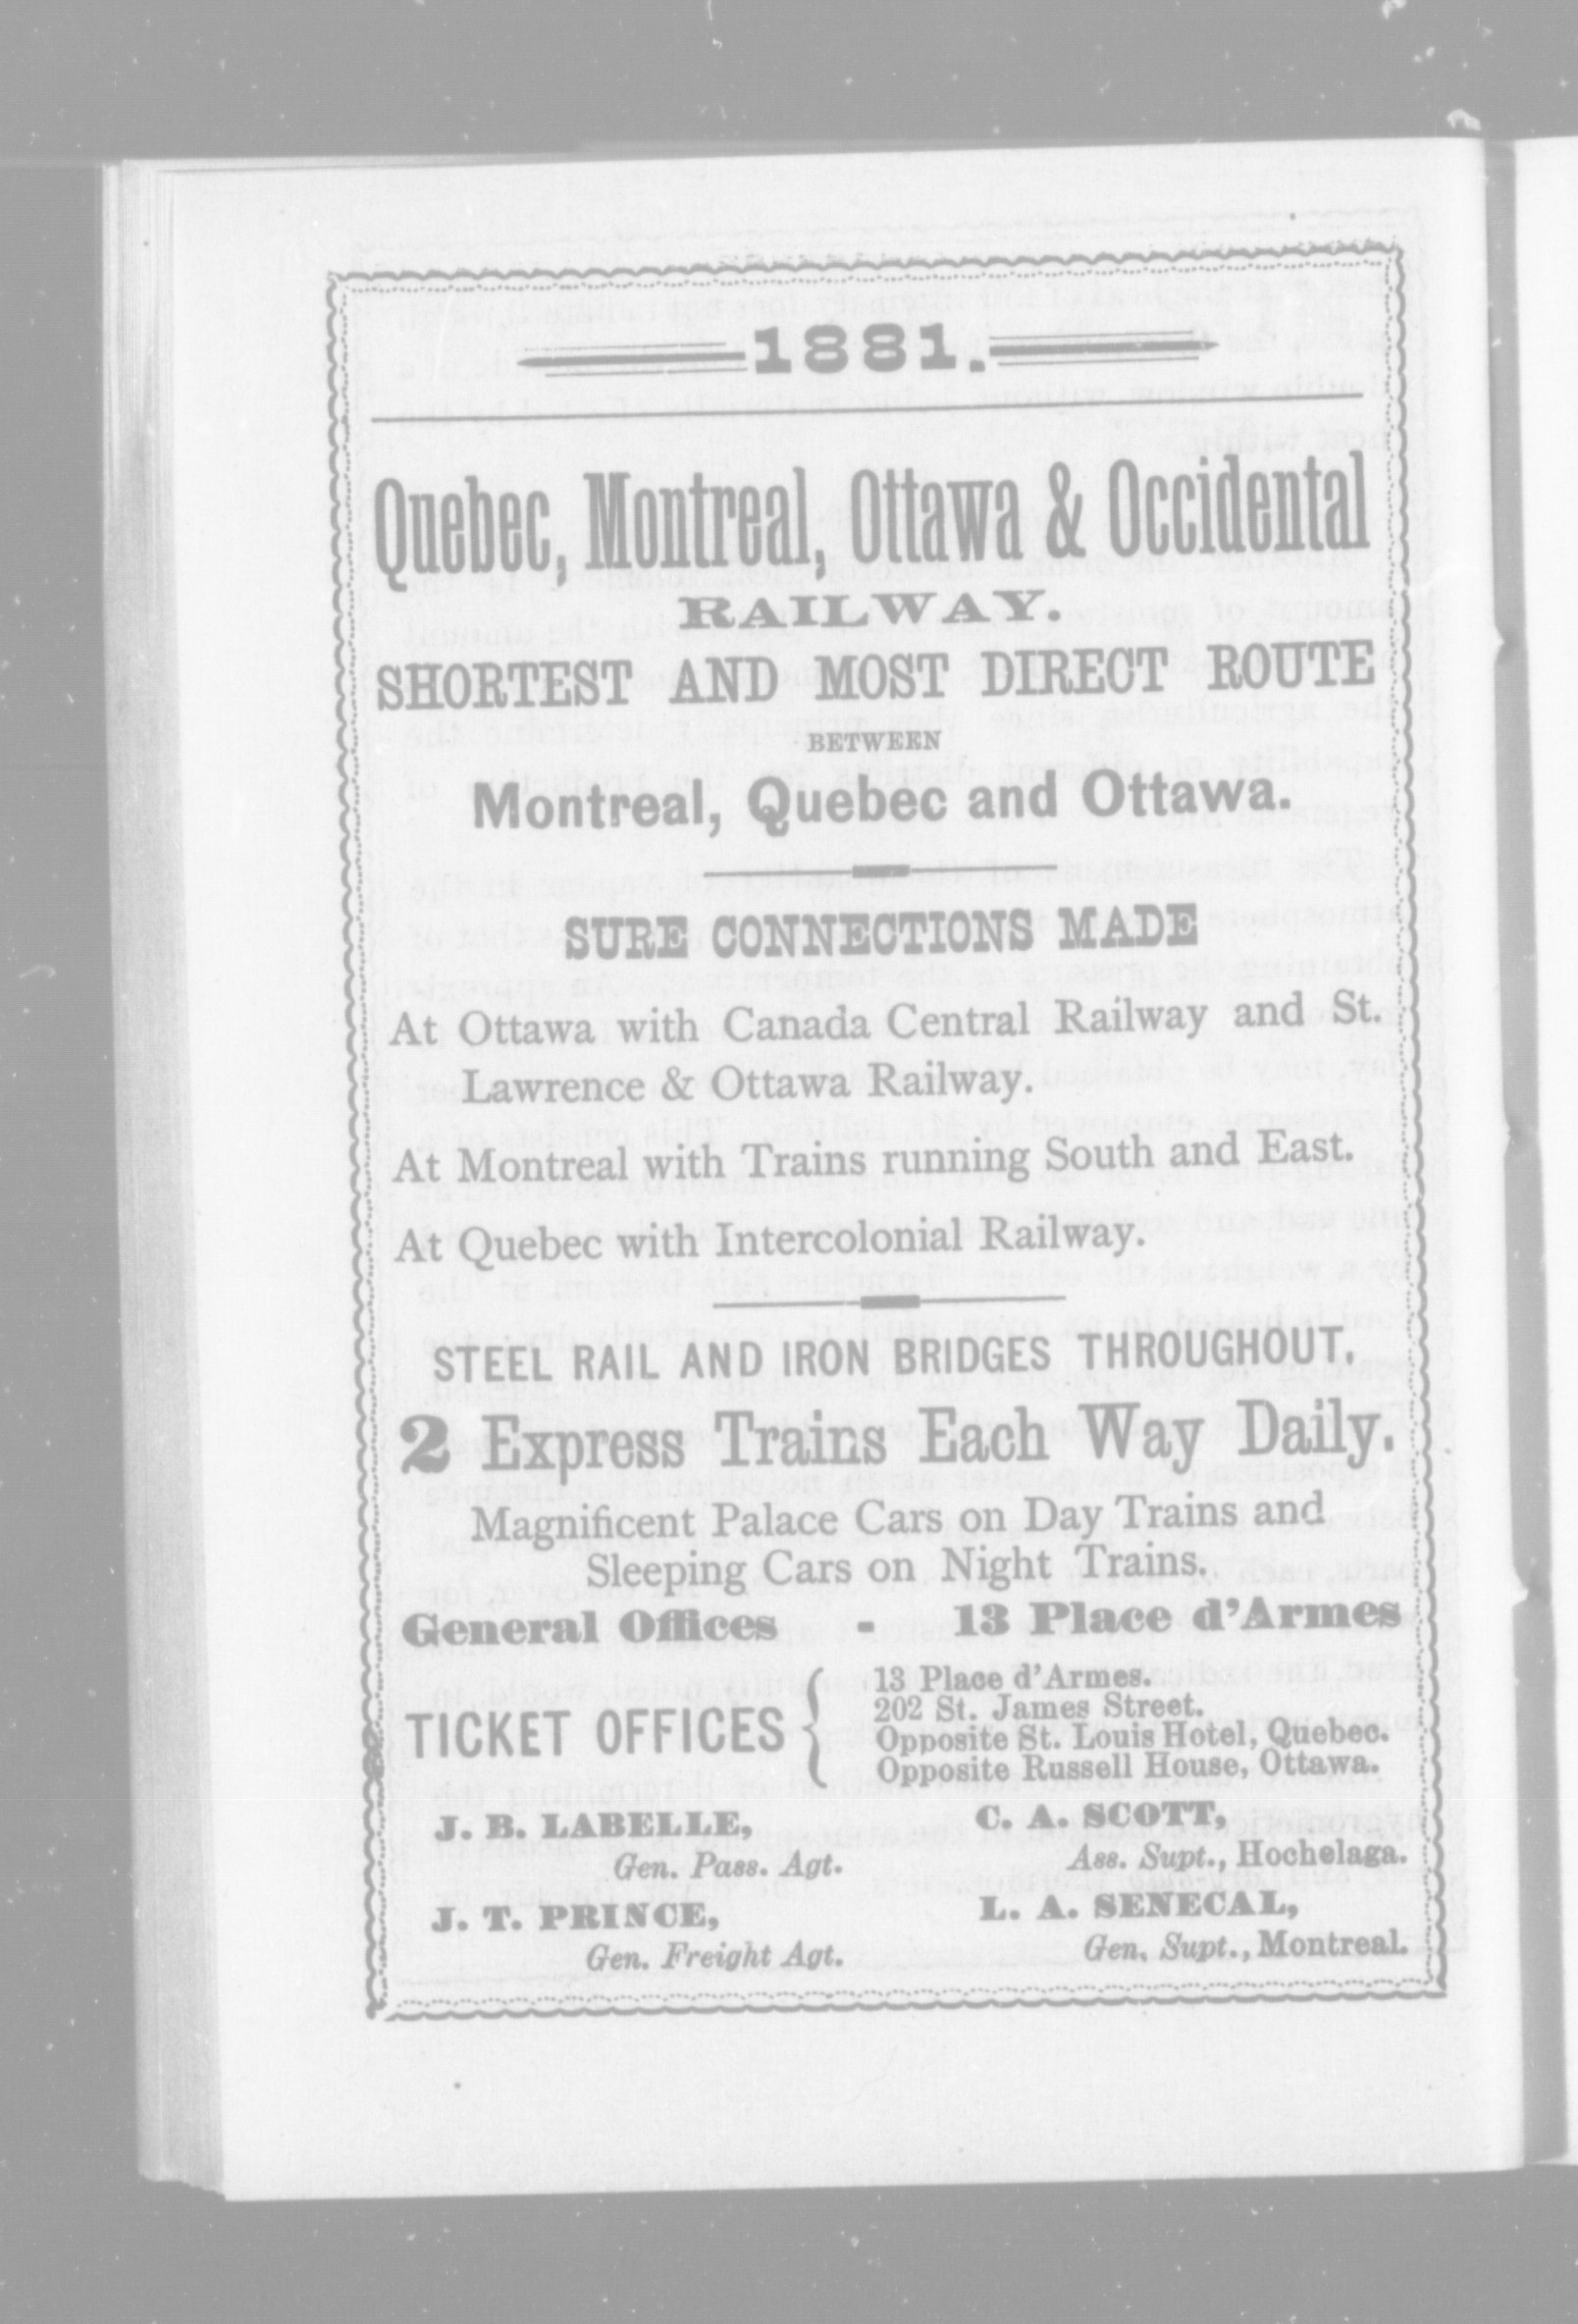 1881.
Quebec, Montreal, Ottawa & Occidental
RAILWAY.
SHORTEST AND MOST DIRECT ROUTE
BETWEEN
Montreal, Quebec and Ottawa.
SURE CONNECTIONS MADE
At Ottawa with Canada Central Railway and St.
Lawrence & Ottawa Railway.
At Montreal with Trains running South and East.
At Quebec with Intercolonial Railway.
STEEL RAIL AND IRON BRIDGES THROUGHOUT.
2 Express Trains Each Way Daily.
Magnificent Palace Cars on Day Trains and
Sleeping Cars on Night Trains.
General Offices - 13 Place d'Armes
TICKET OFFICES {
13 Place d'Armes.
202 St. James Street.
Opposite St. Louis Hotel, Quebec.
Opposite Russell House, Ottawa.
J. B. LABELLE,
Gen. Pass. Agt.
C. A. SCOTT,
Ass. Supt., Hochelaga.
J. T. PRINCE,
Gen. Freight Agt.
L. A. SENECAL,
Gen. Supt., Montreal.